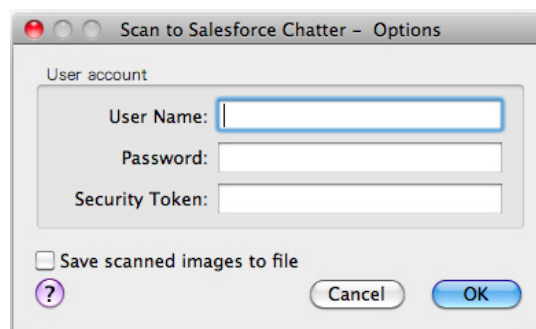 Scan to Salesforce Chatter – Options
User account
User Name:
Password:
Security Token:
Save scanned images to file
?
Cancel
OK